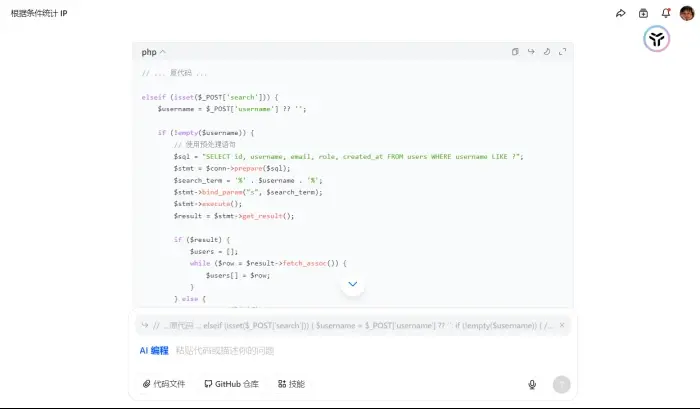 根据条件统计 IP
php
// ... 原代码 ...
elseif (isset($_POST['search'])) {
$username = $_POST['username'] ?? '';
if (!empty($username)) {
// 使用预处理语句
$sql = "SELECT id, username, email, role, created_at FROM users WHERE username LIKE ?";
$stmt = $conn->prepare($sql);
$search_term = '%' . $username . '%';
$stmt->bind_param("s", $search_term);
$stmt->execute();
$result = $stmt->get_result();
if ($result) {
$users = [];
while ($row = $result->fetch_assoc()) {
$users[] = $row;
}
} else {
// ... 原代码 ...; elseif (isset($_POST['search'])) { $username = $_POST['username'] ?? ''; if (!empty($username)) { /...
AI 编程 粘贴代码或描述你的问题
代码文件 GitHub 仓库 技能